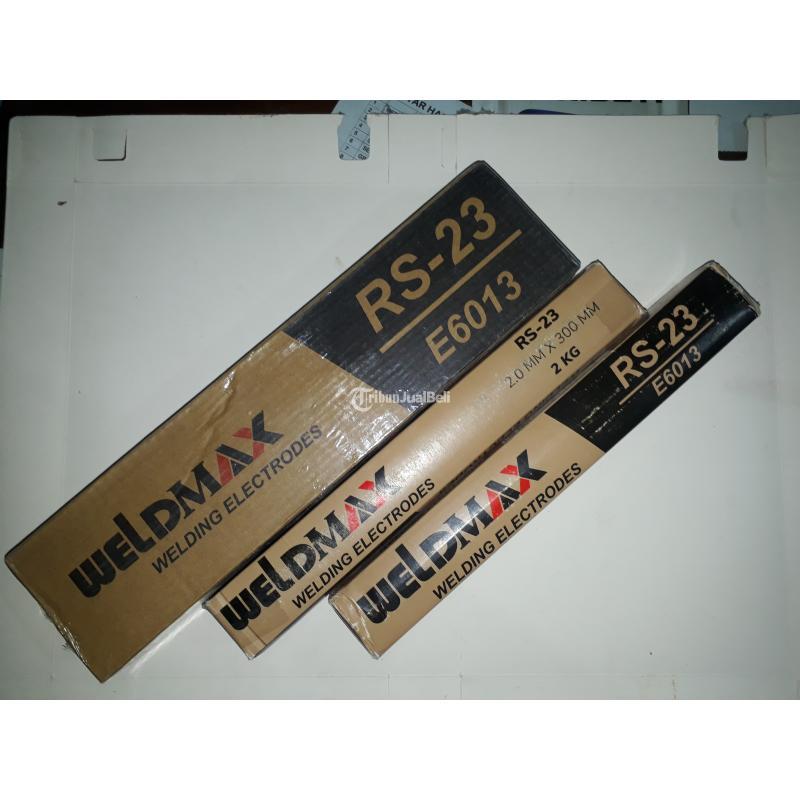 RS-23
E6013
WELDMAX
WELDING ELECTRODES
RS-23
2.0 MM X 300 MM
2 KG
WELDMAX
WELDING ELECTRODES
RS-23
E6013
WELDMAX
WELDING ELECTRODES
TribunJualBeli